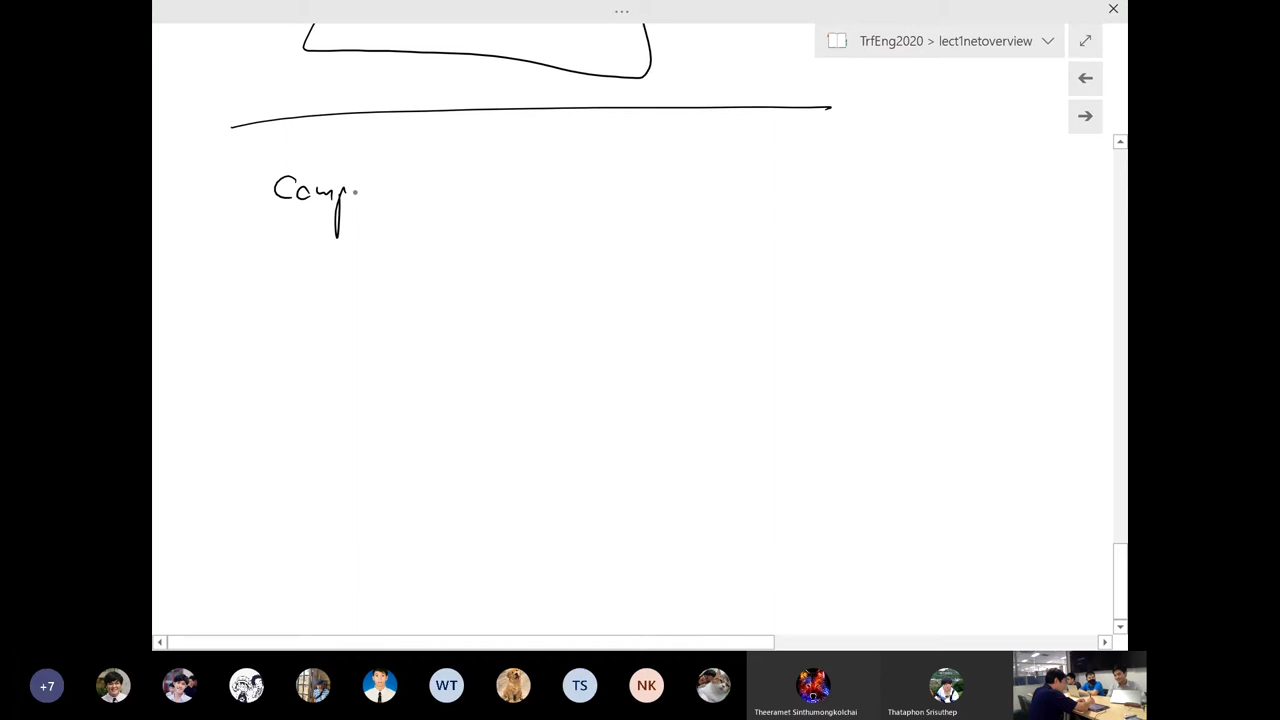 TrfEng2020 > lect1netoverview
Comp
+7
WT
TS
NK
Theeramet Sinthumongkolchai
Thataphon Srisuthep